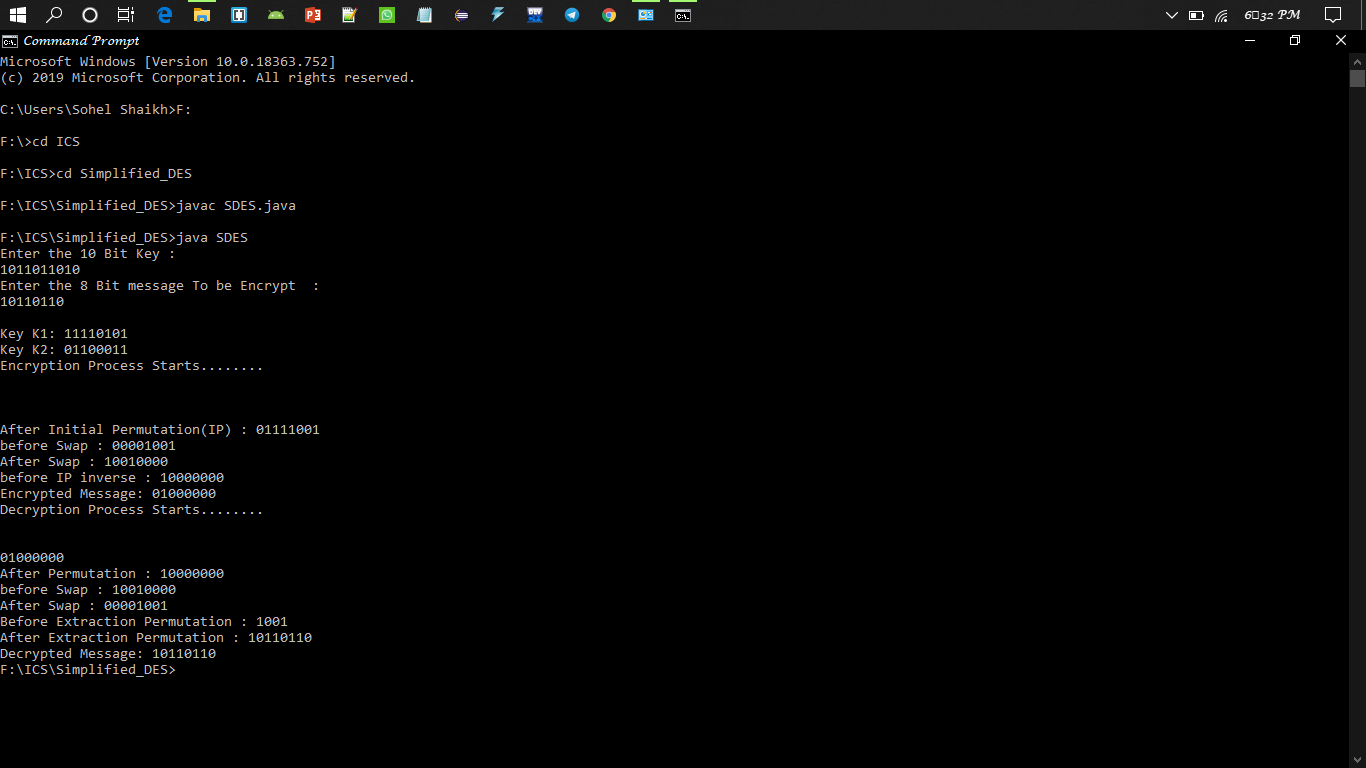 6□32 PM
Command Prompt
Microsoft Windows [Version 10.0.18363.752]
(c) 2019 Microsoft Corporation. All rights reserved.
C:\Users\Sohel Shaikh>F:
F:\>cd ICS
F:\ICS>cd Simplified_DES
F:\ICS\Simplified_DES>javac SDES.java
F:\ICS\Simplified_DES>java SDES
Enter the 10 Bit Key :
1011011010
Enter the 8 Bit message To be Encrypt  :
10110110
Key K1: 11110101
Key K2: 01100011
Encryption Process Starts........
After Initial Permutation(IP) : 01111001
before Swap : 00001001
After Swap : 10010000
before IP inverse : 10000000
Encrypted Message: 01000000
Decryption Process Starts........
01000000
After Permutation : 10000000
before Swap : 10010000
After Swap : 00001001
Before Extraction Permutation : 1001
After Extraction Permutation : 10110110
Decrypted Message: 10110110
F:\ICS\Simplified_DES>